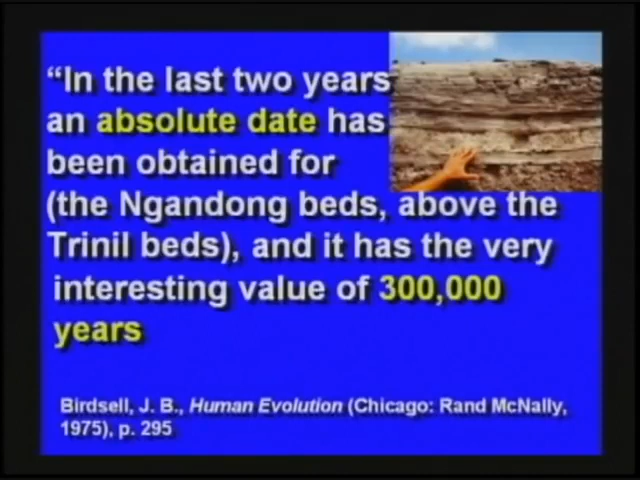 “In the last two years
an absolute date has
been obtained for
(the Ngandong beds, above the
Trinil beds), and it has the very
interesting value of 300,000
years
Birdsell, J. B., Human Evolution (Chicago: Rand McNally,
1975), p. 295